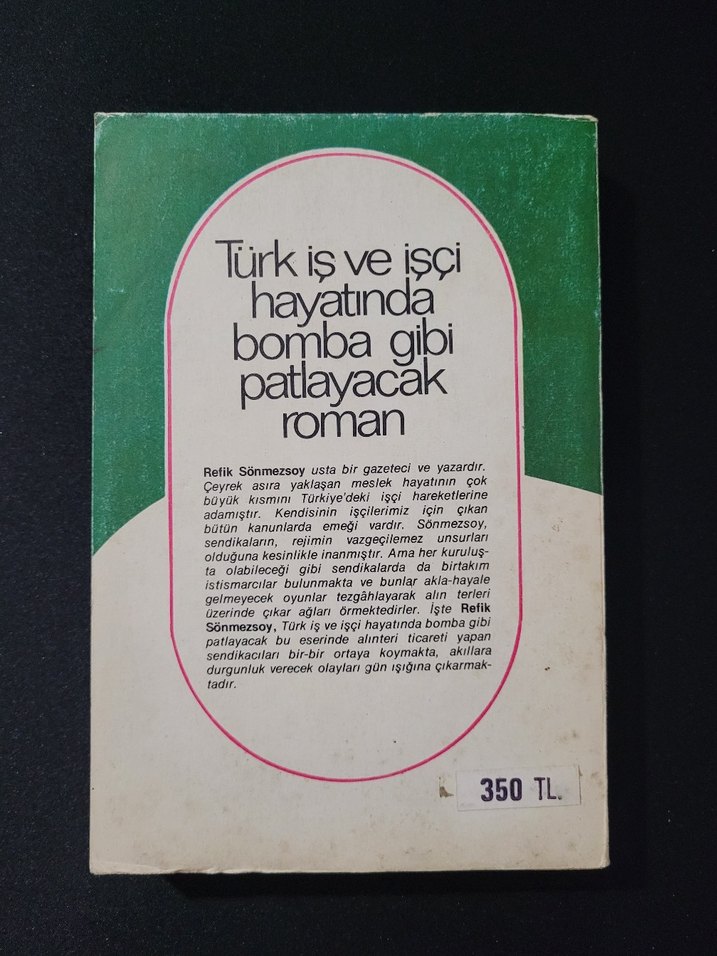 Türk iş ve işçi
hayatında
bomba gibi
patlayacak
roman
Refik Sönmezsoy usta bir gazeteci ve yazardır.
Çeyrek asıra yaklaşan meslek hayatının çok
büyük kısmını Türkiye'deki işçi hareketlerine
adamıştır. Kendisinin işçilerimiz için çıkan
bütün kanunlarda emeği vardır. Sönmezsoy,
sendikaların, rejimin vazgeçilemez unsurları
olduğuna kesinlikle inanmıştır. Ama her kuruluş-
ta olabileceği gibi sendikalarda da birtakım
istismarcılar bulunmakta ve bunlar akla-hayale
gelmeyecek oyunlar tezgâhlayarak alın terleri
üzerinde çıkar ağları örmektedirler. İşte Refik
Sönmezsoy, Türk iş ve işçi hayatında bomba gibi
patlayacak bu eserinde alınteri ticareti yapan
sendikacıları bir-bir ortaya koymakta, akıllara
durgunluk verecek olayları gün ışığına çıkarmak-
tadır.
350 TL.